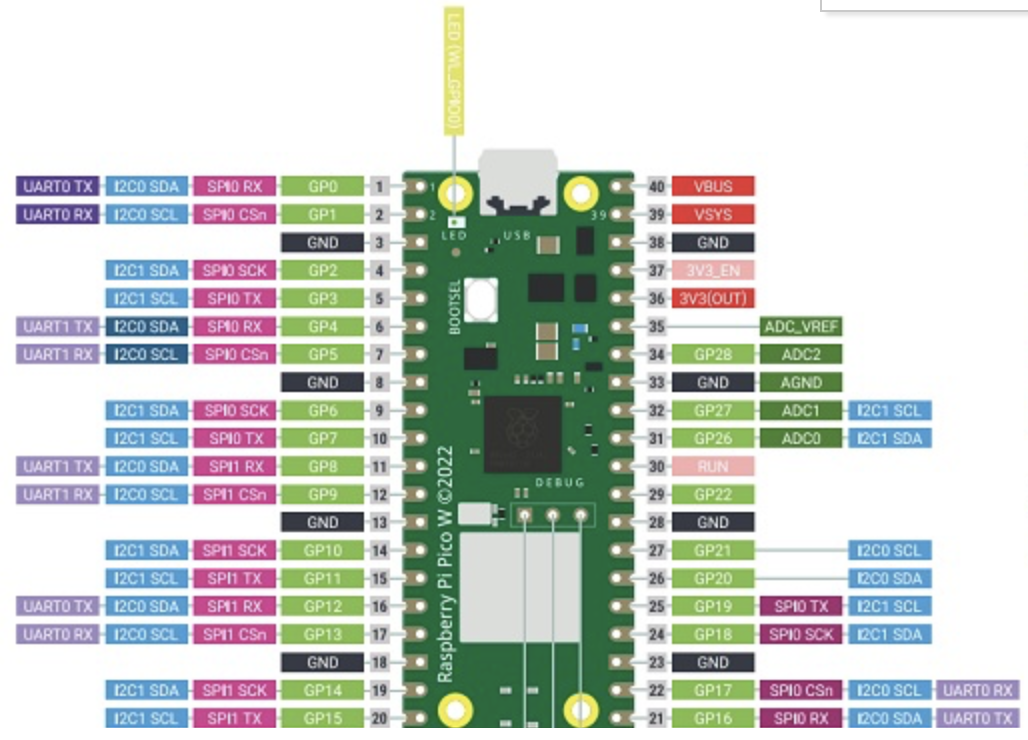 LED (WL_GPIO0)
UART0 TX I2C0 SDA SPI0 RX GP0 1 1 40 VBUS
UART0 RX I2C0 SCL SPI0 CSn GP1 2 2 39 39 VSYS
LED USB
GND 3 38 GND
I2C1 SDA SPI0 SCK GP2 4 37 3V3_EN
I2C1 SCL SPI0 TX GP3 5 BOOTSEL 36 3V3(OUT)
UART1 TX I2C0 SDA SPI0 RX GP4 6 35 ADC_VREF
UART1 RX I2C0 SCL SPI0 CSn GP5 7 34 GP28 ADC2
GND 8 33 GND AGND
I2C1 SDA SPI0 SCK GP6 9 32 GP27 ADC1 I2C1 SCL
I2C1 SCL SPI0 TX GP7 10 31 GP26 ADC0 I2C1 SDA
UART1 TX I2C0 SDA SPI1 RX GP8 11 30 RUN
DEBUG
UART1 RX I2C0 SCL SPI1 CSn GP9 12 29 GP22
GND 13 28 GND
I2C1 SDA SPI1 SCK GP10 14 27 GP21 I2C0 SCL
I2C1 SCL SPI1 TX GP11 15 26 GP20 I2C0 SDA
UART0 TX I2C0 SDA SPI1 RX GP12 16 25 GP19 SPI0 TX I2C1 SCL
UART0 RX I2C0 SCL SPI1 CSn GP13 17 24 GP18 SPI0 SCK I2C1 SDA
GND 18 23 GND
I2C1 SDA SPI1 SCK GP14 19 22 GP17 SPI0 CSn I2C0 SCL UART0 RX
I2C1 SCL SPI1 TX GP15 20 21 GP16 SPI0 RX I2C0 SDA UART0 TX
Raspberry Pi Pico W ©2022